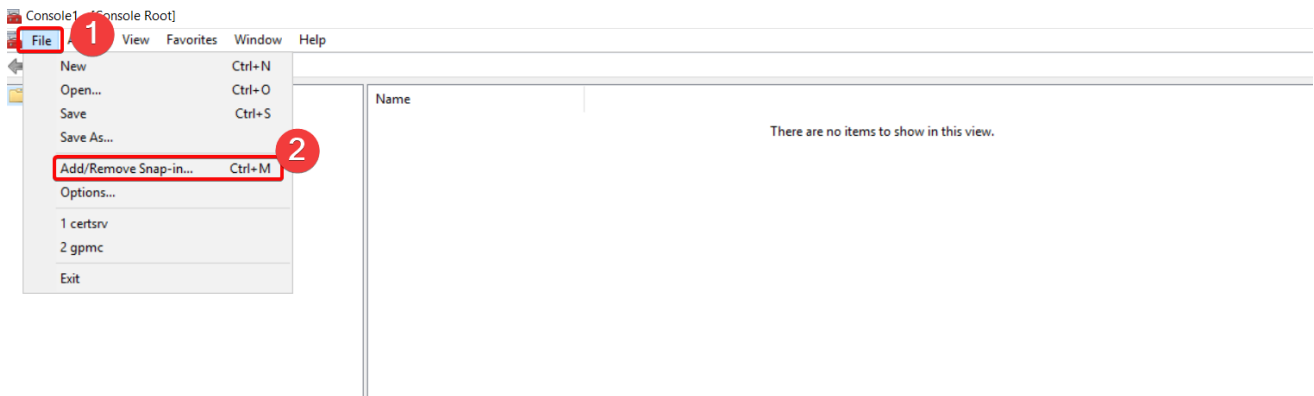 Console1 - [Console Root]
File View Favorites Window Help
1
New Ctrl+N
Open... Ctrl+O
Save Ctrl+S
Save As...
Add/Remove Snap-in... Ctrl+M
2
Options...
1 certsrv
2 gpmc
Exit
Name
There are no items to show in this view.